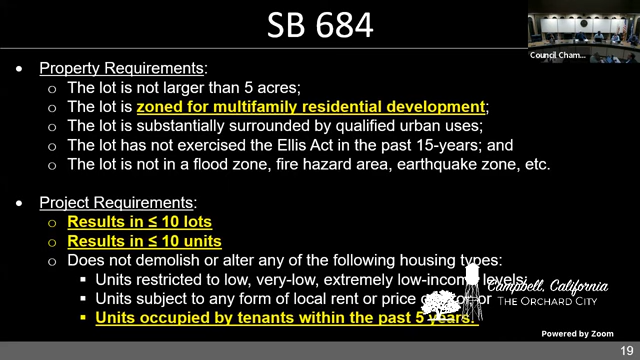 SB 684
Council Cham...
• Property Requirements:
o The lot is not larger than 5 acres;
o The lot is zoned for multifamily residential development;
o The lot is substantially surrounded by qualified urban uses;
o The lot has not exercised the Ellis Act in the past 15-years; and
o The lot is not in a flood zone, fire hazard area, earthquake zone, etc.
• Project Requirements:
o Results in ≤ 10 lots
o Results in ≤ 10 units
o Does not demolish or alter any of the following housing types:
▪ Units restricted to low, very-low, extremely low-income levels;
▪ Units subject to any form of local rent or price or
▪ Units occupied by tenants within the past 5 years.
Campbell, California
THE ORCHARD CITY
Powered by Zoom
19